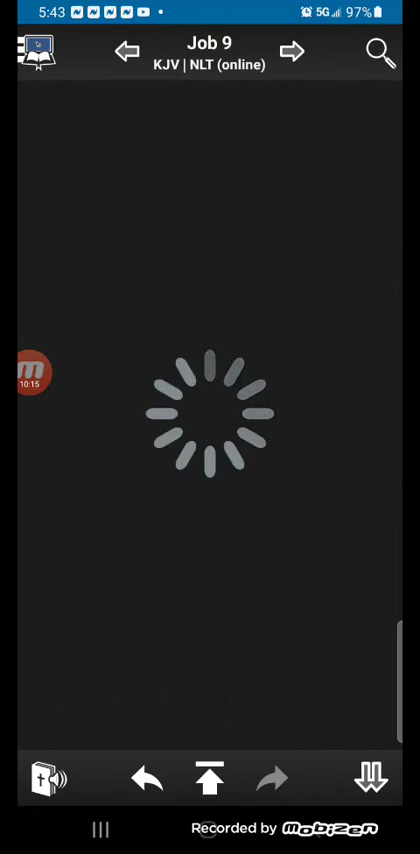 5:43 5G 97%
Job 9
KJV | NLT (online)
m
10:15
Recorded by mobizen